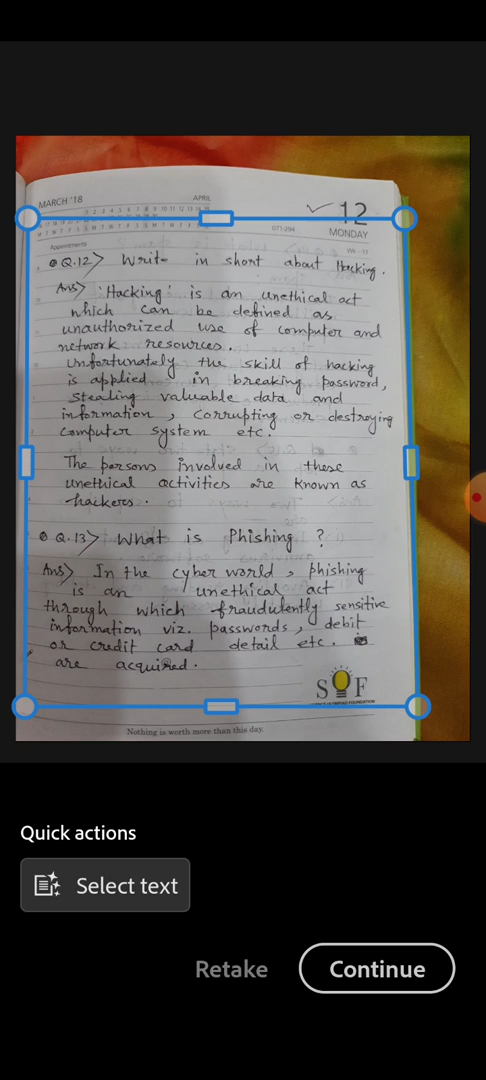 MARCH '18
APRIL
12
071-294
MONDAY
Appointments
Wk - 11
Q.12> Write in short about Hacking.
Ans> 'Hacking' is an unethical act
which can be defined as
unauthorized use of computer and
network resources.
Unfortunately the skill of hacking
is applied in breaking password,
stealing valuable data and
information, corrupting or destroying
computer system etc.
The persons involved in these
unethical activities are known as
hackers.
Q.13> What is Phishing ?
Ans> In the cyber world, phishing
is an unethical act
through which fraudulently sensitive
information viz. passwords, debit
or credit card detail etc.
are acquired.
SOF
Nothing is worth more than this day.
Quick actions
Select text
Retake
Continue